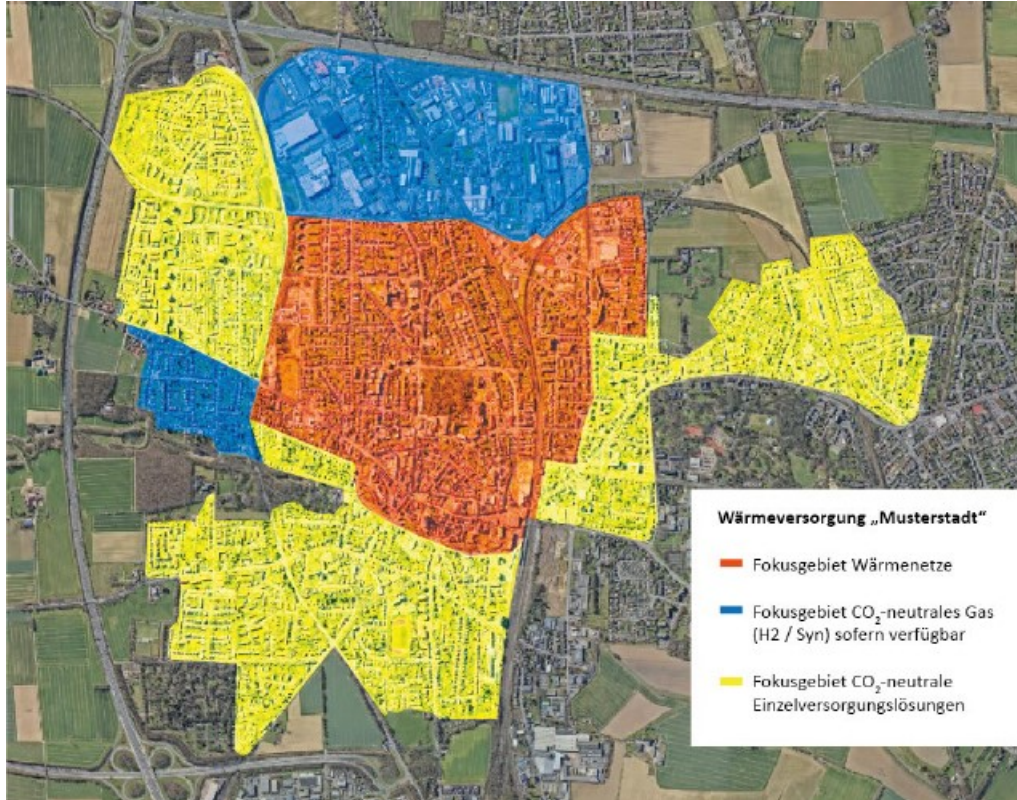 Wärmeversorgung „Musterstadt“
Fokusgebiet Wärmenetze
Fokusgebiet CO₂-neutrales Gas
(H2 / Syn) sofern verfügbar
Fokusgebiet CO₂-neutrale
Einzelversorgungslösungen